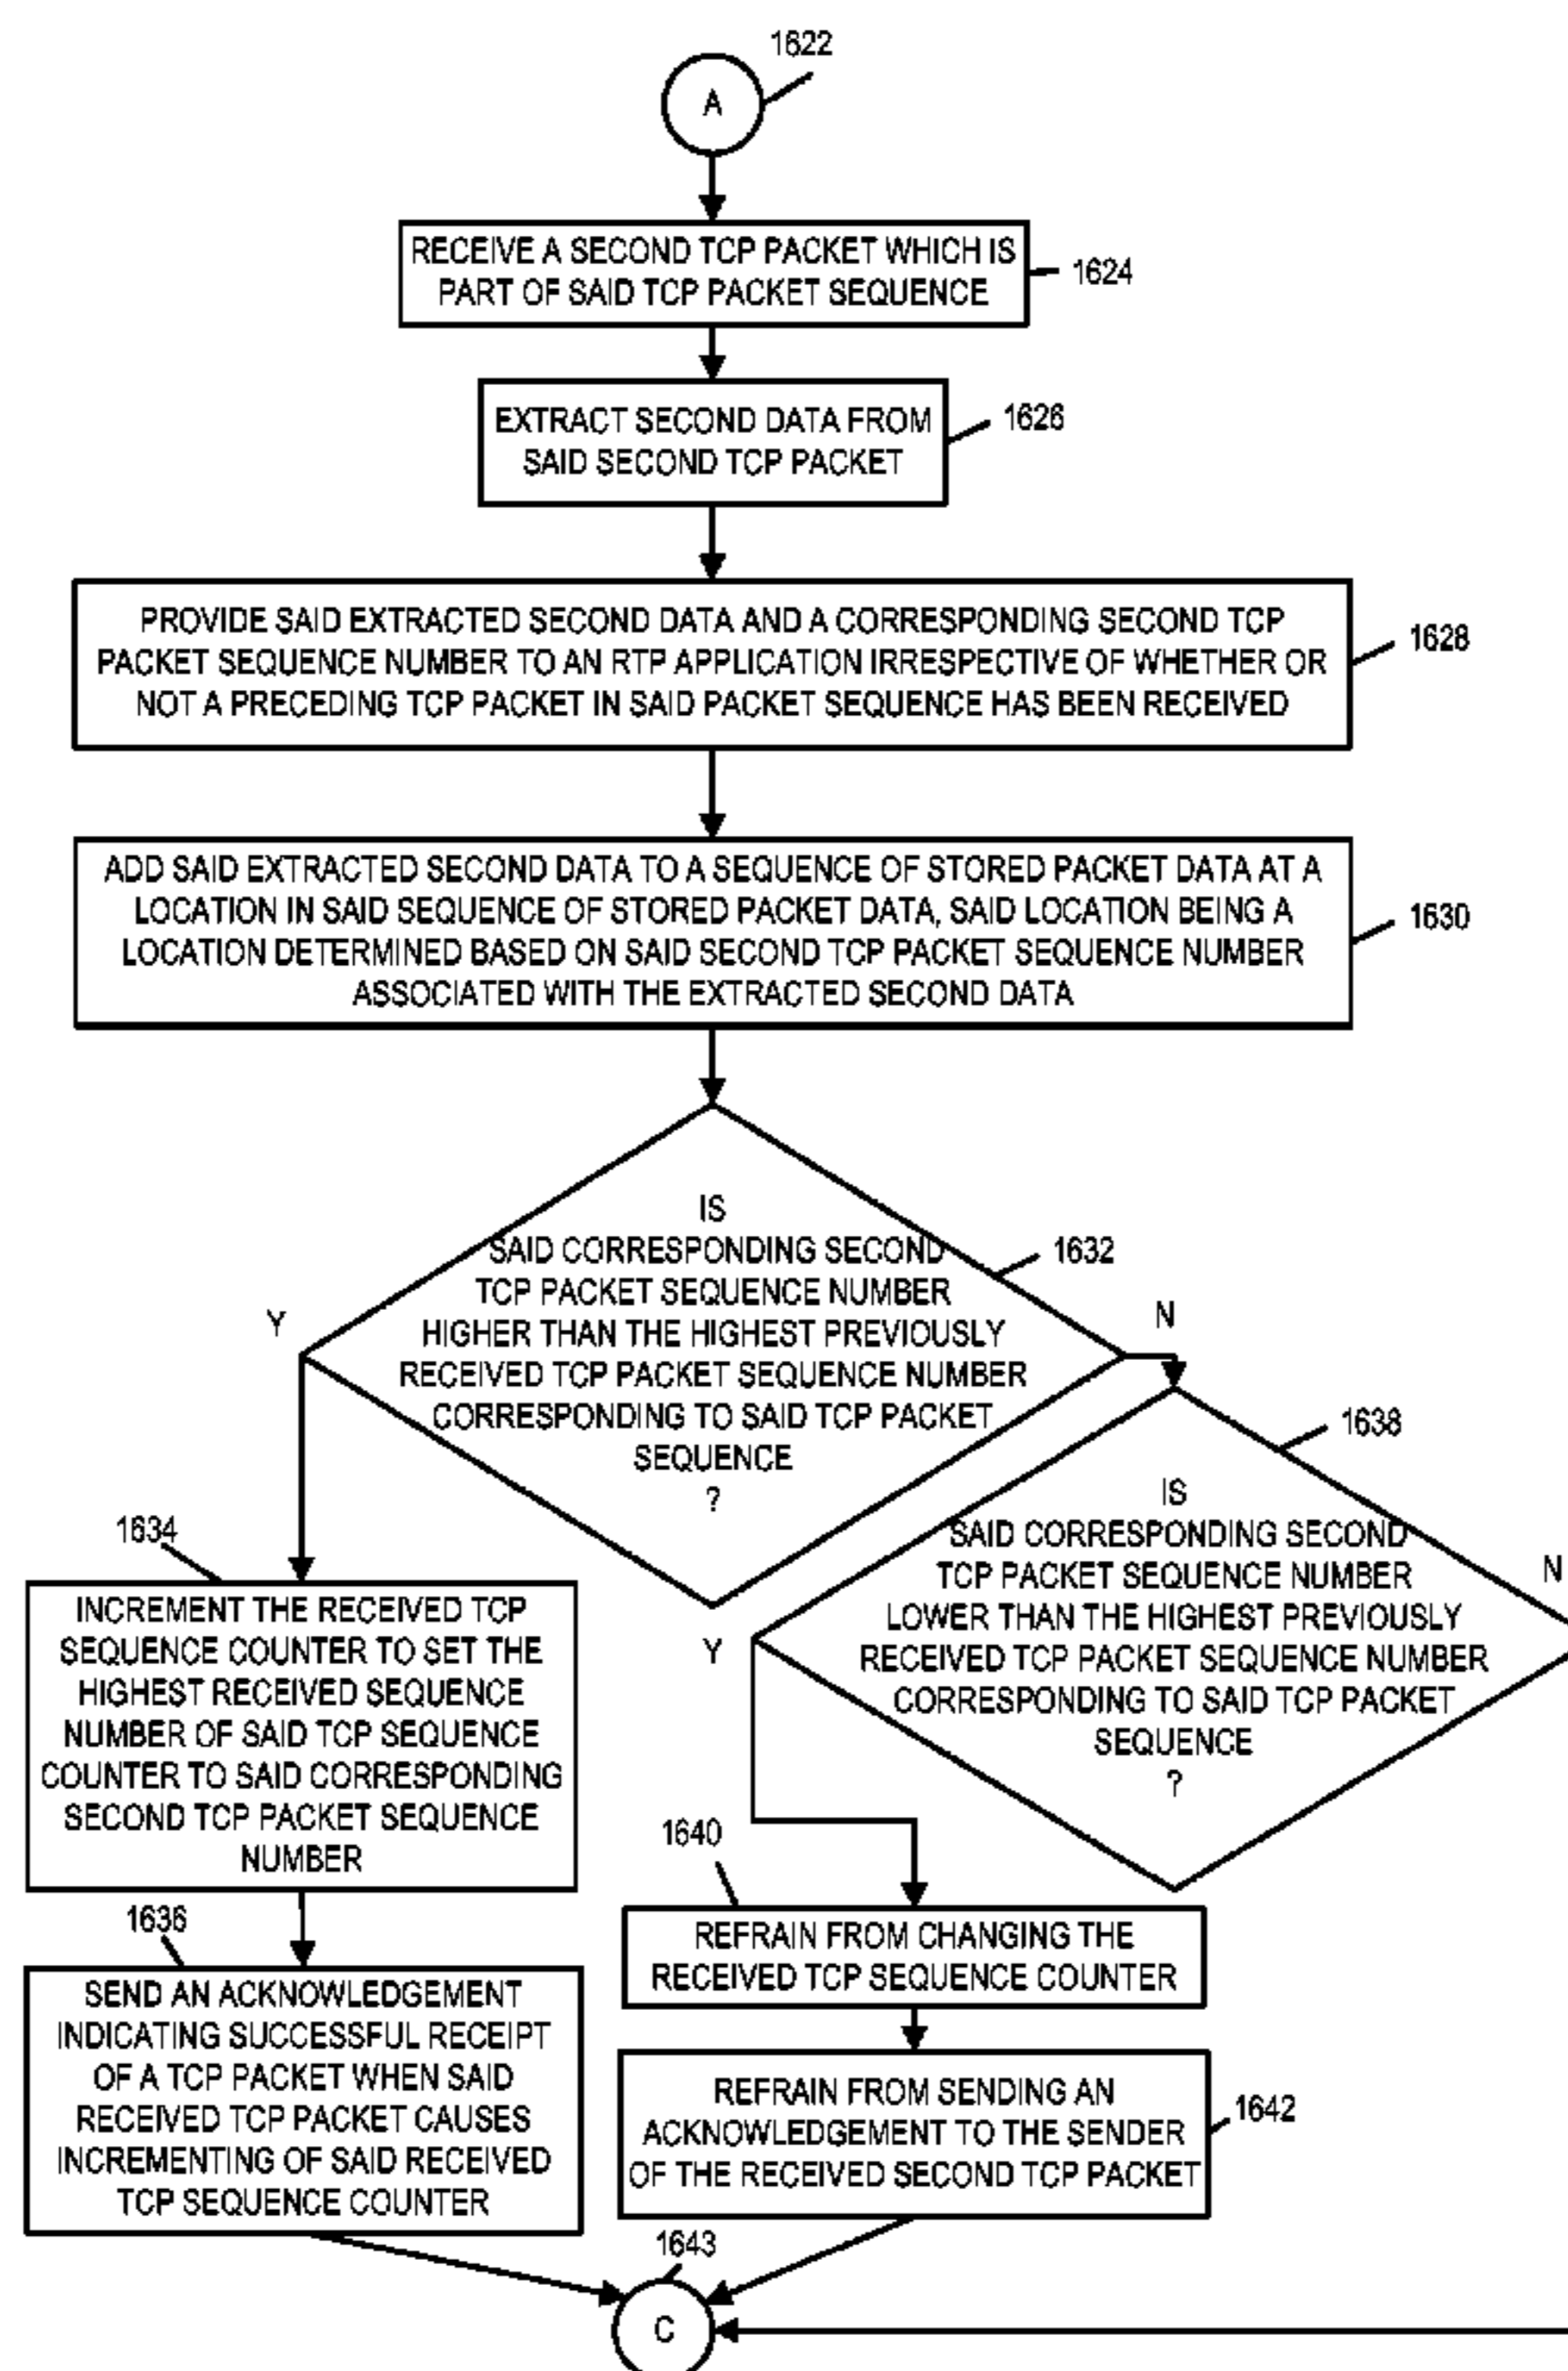 1622
A
RECEIVE A SECOND TCP PACKET WHICH IS
PART OF SAID TCP PACKET SEQUENCE
1624
EXTRACT SECOND DATA FROM
SAID SECOND TCP PACKET
1626
PROVIDE SAID EXTRACTED SECOND DATA AND A CORRESPONDING SECOND TCP
PACKET SEQUENCE NUMBER TO AN RTP APPLICATION IRRESPECTIVE OF WHETHER OR
NOT A PRECEDING TCP PACKET IN SAID PACKET SEQUENCE HAS BEEN RECEIVED
1628
ADD SAID EXTRACTED SECOND DATA TO A SEQUENCE OF STORED PACKET DATA AT A
LOCATION IN SAID SEQUENCE OF STORED PACKET DATA, SAID LOCATION BEING A
LOCATION DETERMINED BASED ON SAID SECOND TCP PACKET SEQUENCE NUMBER
ASSOCIATED WITH THE EXTRACTED SECOND DATA
1630
IS
SAID CORRESPONDING SECOND
TCP PACKET SEQUENCE NUMBER
HIGHER THAN THE HIGHEST PREVIOUSLY
RECEIVED TCP PACKET SEQUENCE NUMBER
CORRESPONDING TO SAID TCP PACKET
SEQUENCE
?
1632
Y
N
1638
IS
SAID CORRESPONDING SECOND
TCP PACKET SEQUENCE NUMBER
LOWER THAN THE HIGHEST PREVIOUSLY
RECEIVED TCP PACKET SEQUENCE NUMBER
CORRESPONDING TO SAID TCP PACKET
SEQUENCE
?
N
Y
1634
INCREMENT THE RECEIVED TCP
SEQUENCE COUNTER TO SET THE
HIGHEST RECEIVED SEQUENCE
NUMBER OF SAID TCP SEQUENCE
COUNTER TO SAID CORRESPONDING
SECOND TCP PACKET SEQUENCE
NUMBER
1636
SEND AN ACKNOWLEDGEMENT
INDICATING SUCCESSFUL RECEIPT
OF A TCP PACKET WHEN SAID
RECEIVED TCP PACKET CAUSES
INCREMENTING OF SAID RECEIVED
TCP SEQUENCE COUNTER
1640
REFRAIN FROM CHANGING THE
RECEIVED TCP SEQUENCE COUNTER
REFRAIN FROM SENDING AN
ACKNOWLEDGEMENT TO THE SENDER
OF THE RECEIVED SECOND TCP PACKET
1642
1643
C